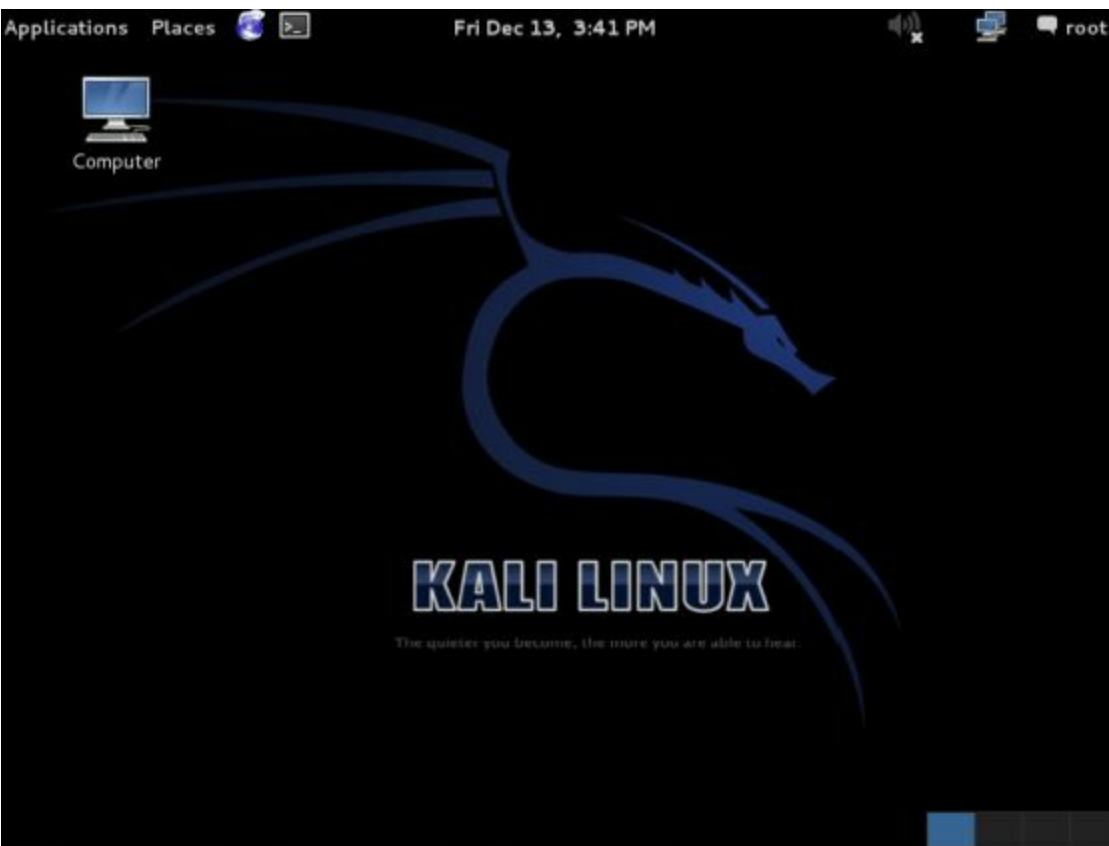 Applications Places Fri Dec 13, 3:41 PM root
Computer
KALI LINUX
The quieter you become, the more you are able to hear.